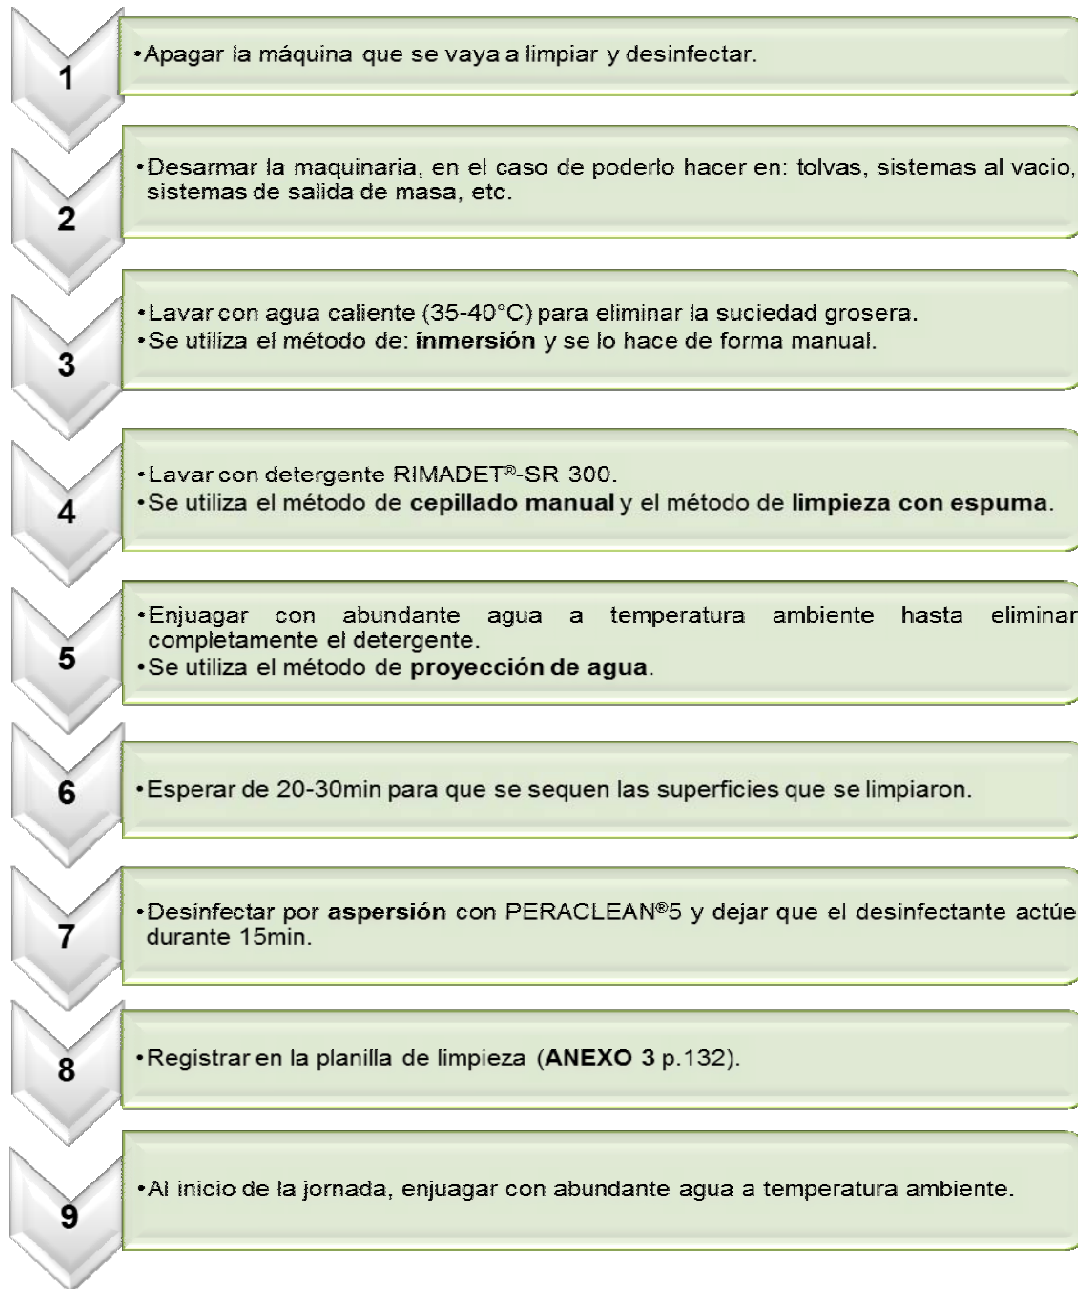 1
•Apagar la máquina que se vaya a limpiar y desinfectar.
2
•Desarmar la maquinaria, en el caso de poderlo hacer en: tolvas, sistemas al vacio,
sistemas de salida de masa, etc.
3
•Lavar con agua caliente (35-40°C) para eliminar la suciedad grosera.
•Se utiliza el método de: inmersión y se lo hace de forma manual.
4
•Lavar con detergente RIMADET®-SR 300.
•Se utiliza el método de cepillado manual y el método de limpieza con espuma.
5
•Enjuagar con abundante agua a temperatura ambiente hasta eliminar
completamente el detergente.
•Se utiliza el método de proyección de agua.
6
•Esperar de 20-30min para que se sequen las superficies que se limpiaron.
7
•Desinfectar por aspersión con PERACLEAN®5 y dejar que el desinfectante actúe
durante 15min.
8
•Registrar en la planilla de limpieza (ANEXO 3 p.132).
9
•Al inicio de la jornada, enjuagar con abundante agua a temperatura ambiente.